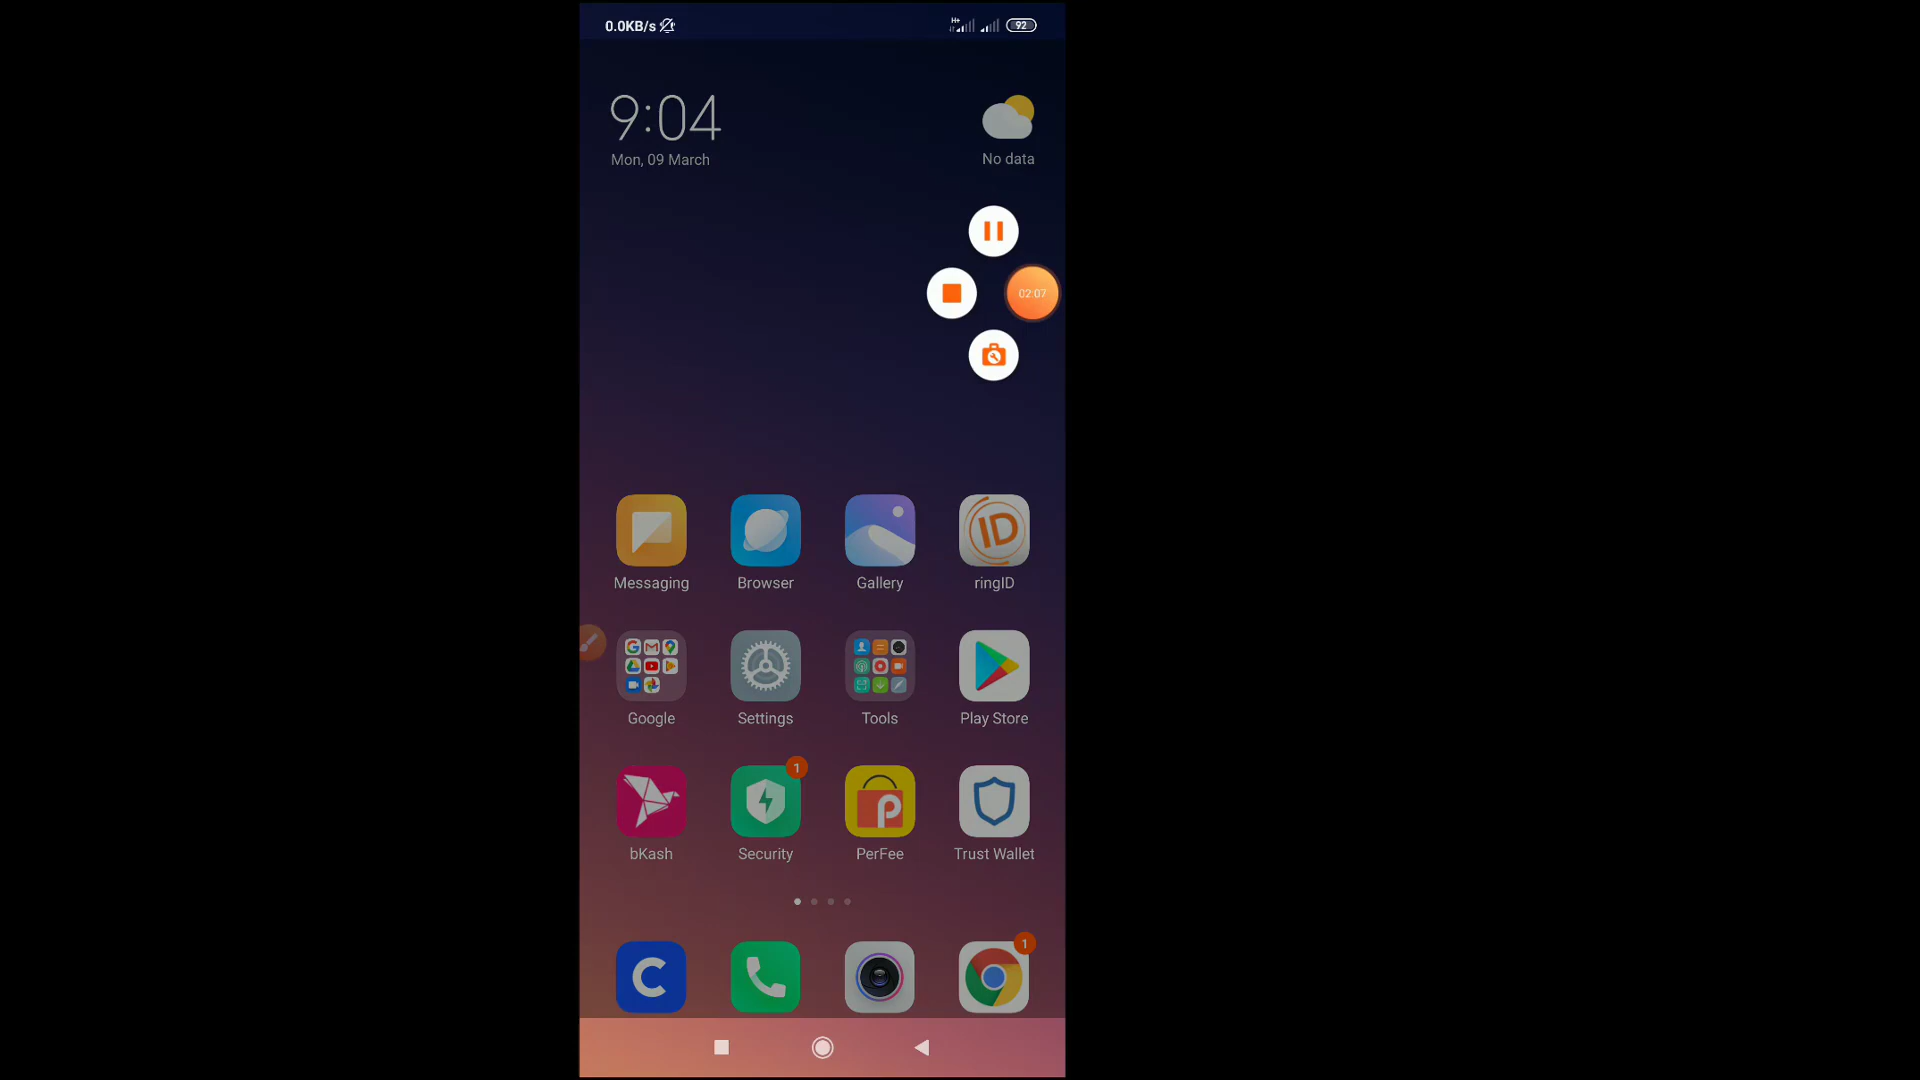 0.0KB/s H+ 92
9:04
Mon, 09 March
No data
02:07
ID
Messaging Browser Gallery ringID
Google Settings Tools Play Store
1
bKash Security PerFee Trust Wallet
1